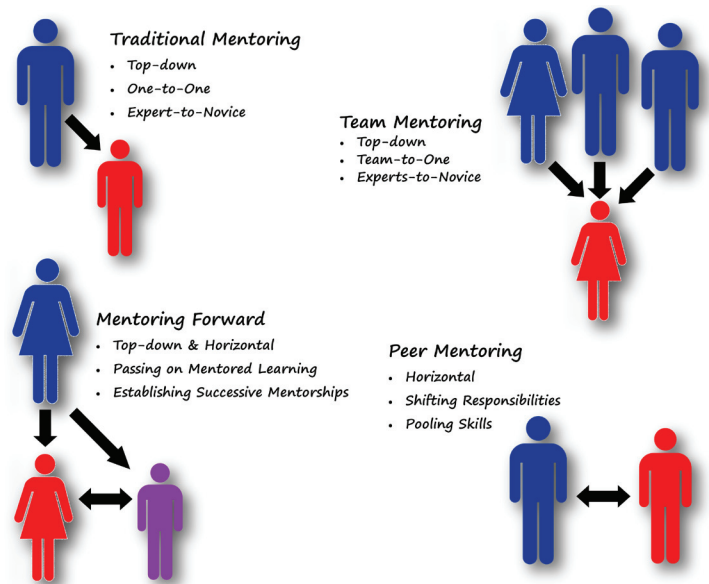 Traditional Mentoring
• Top-down
• One-to-One
• Expert-to-Novice
Team Mentoring
• Top-down
• Team-to-One
• Experts-to-Novice
Mentoring Forward
• Top-down & Horizontal
• Passing on Mentored Learning
• Establishing Successive Mentorships
Peer Mentoring
• Horizontal
• Shifting Responsibilities
• Pooling Skills